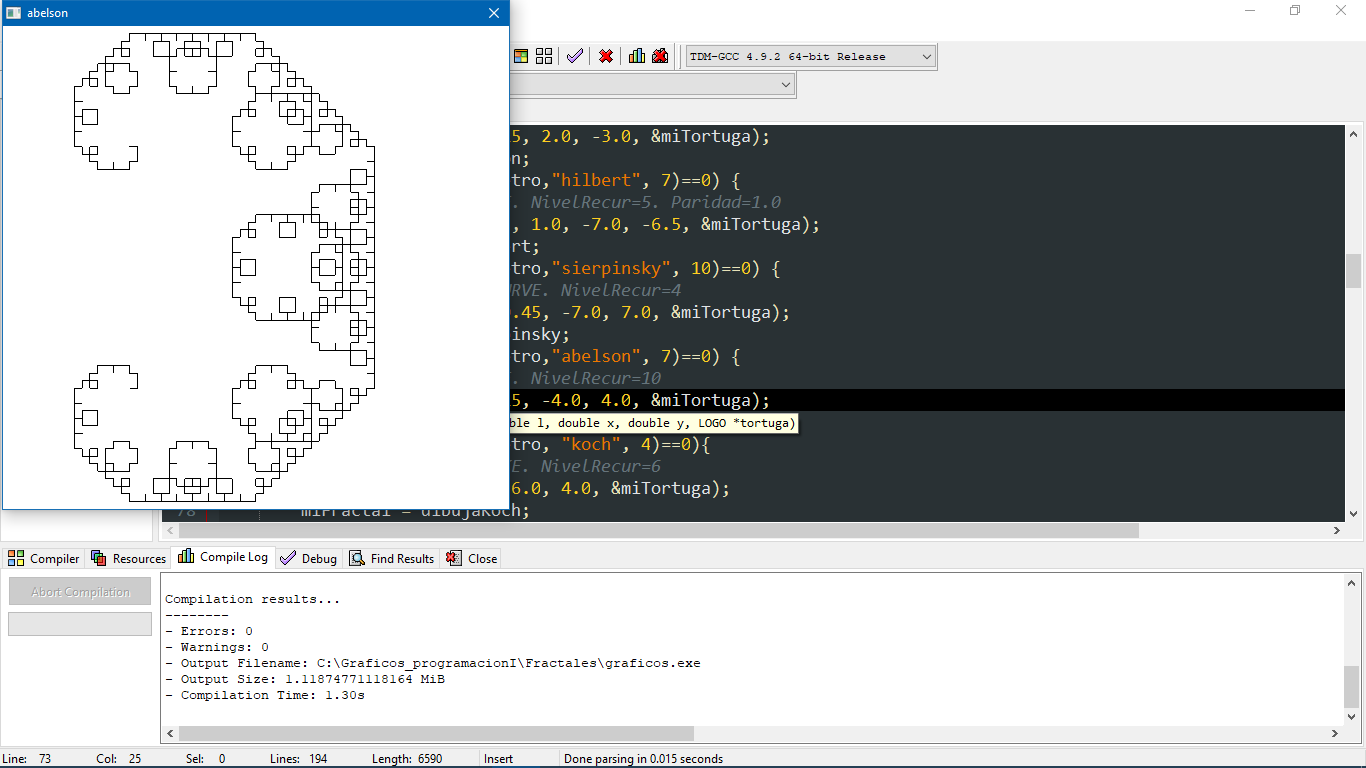 abelson
TDM-GCC 4.9.2 64-bit Release
5, 2.0, -3.0, &miTortuga);
n;
tro,"hilbert", 7)==0) {
. NivelRecur=5. Paridad=1.0
, 1.0, -7.0, -6.5, &miTortuga);
rt;
tro,"sierpinsky", 10)==0) {
RVE. NivelRecur=4
.45, -7.0, 7.0, &miTortuga);
insky;
tro,"abelson", 7)==0) {
. NivelRecur=10
5, -4.0, 4.0, &miTortuga);
ble l, double x, double y, LOGO *tortuga)
tro, "koch", 4)==0){
E. NivelRecur=6
6.0, 4.0, &miTortuga);
78 miFractal = dibujaKoch;
Compiler Resources Compile Log Debug Find Results Close
Abort Compilation
Compilation results...
--------
- Errors: 0
- Warnings: 0
- Output Filename: C:\Graficos_programacionI\Fractales\graficos.exe
- Output Size: 1.11874771118164 MiB
- Compilation Time: 1.30s
Line: 73 Col: 25 Sel: 0 Lines: 194 Length: 6590 Insert Done parsing in 0.015 seconds